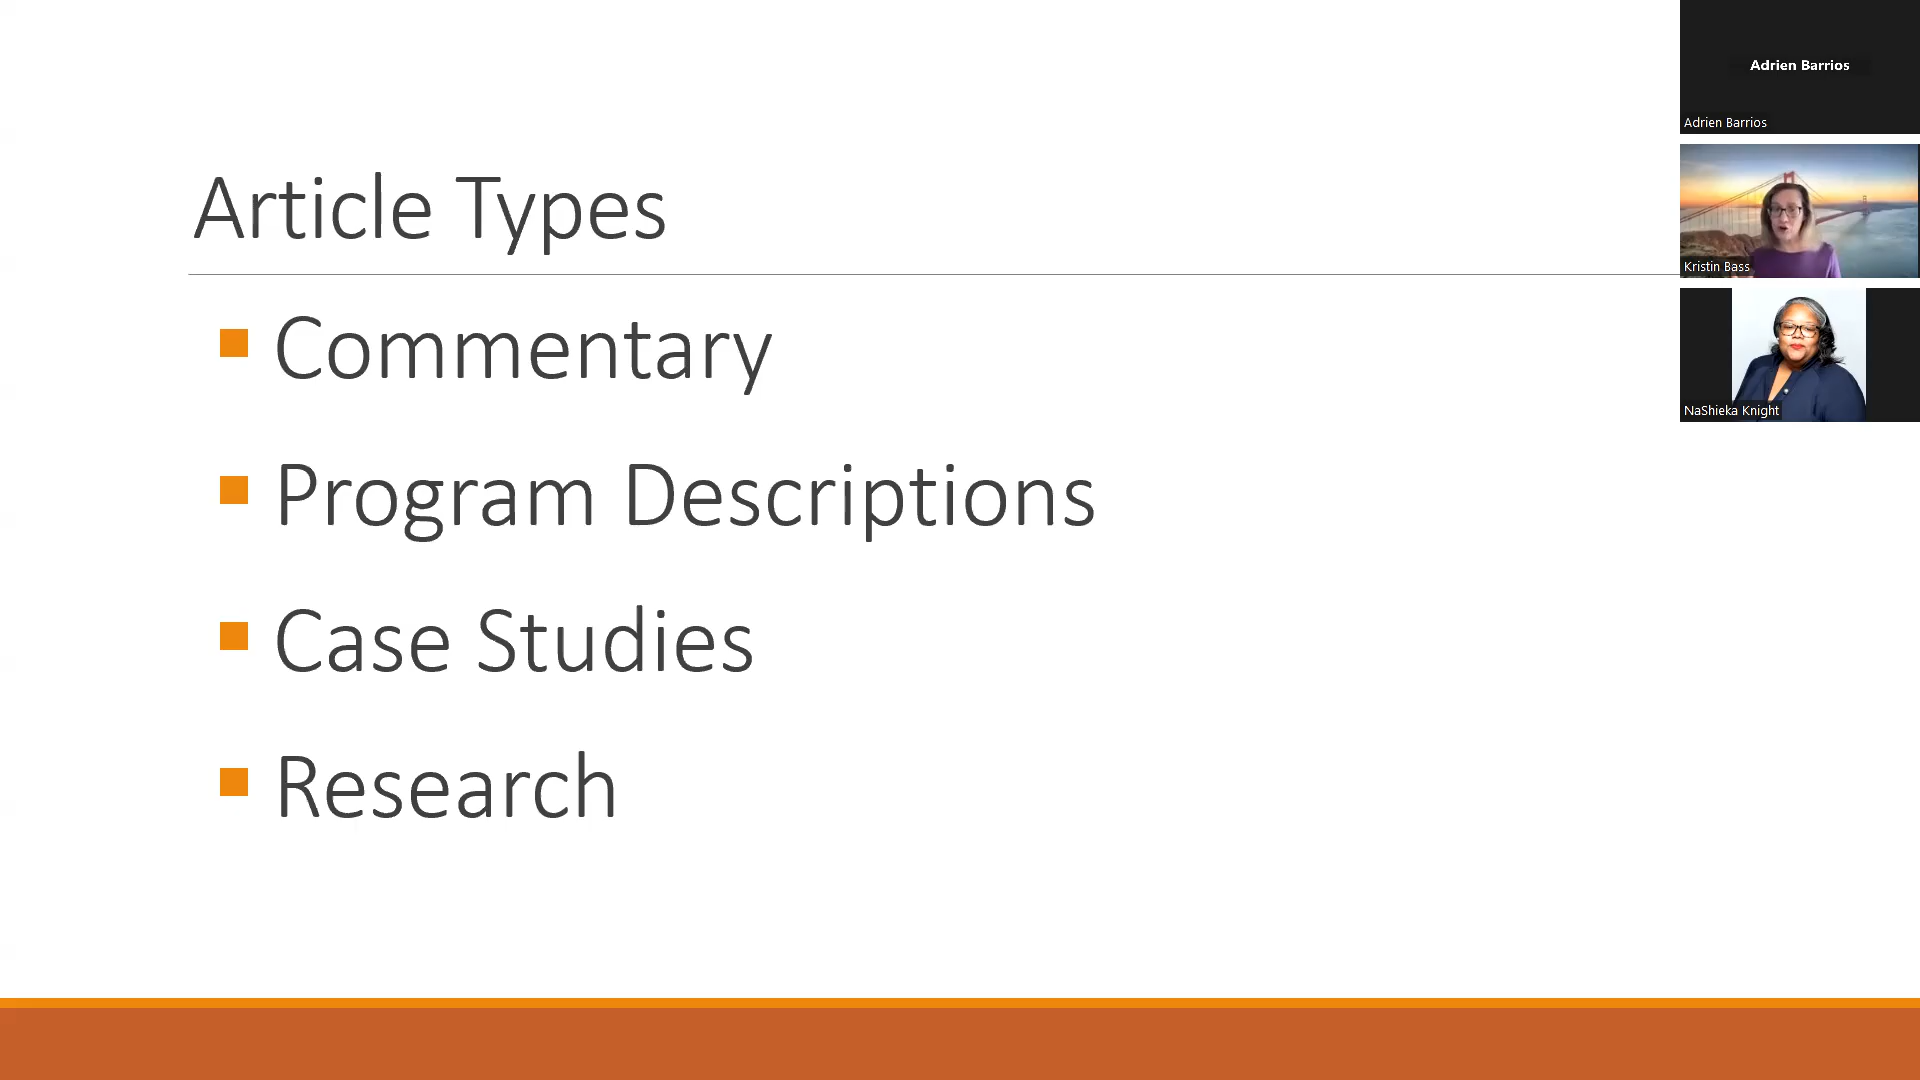 Article Types
Commentary
Program Descriptions
Case Studies
Research
Adrien Barrios
Adrien Barrios
Kristin Bass
NaShieka Knight